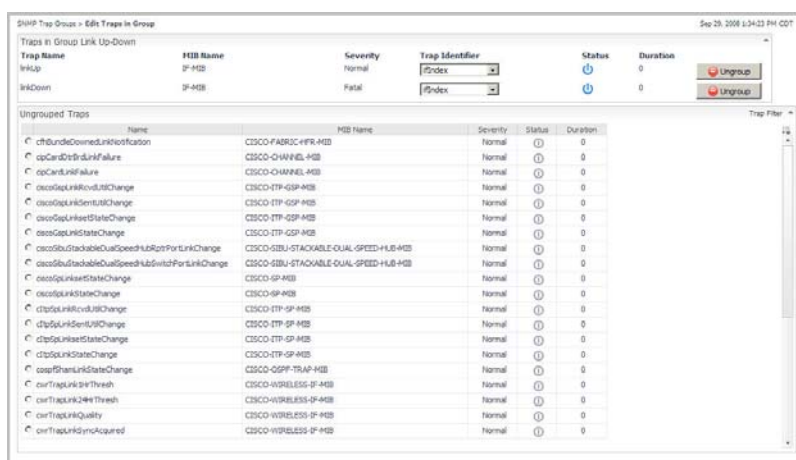 SNMP Trap Groups > Edit Traps in Group Sep 29, 2008 1:34:23 PM CDT
Traps in Group Link Up-Down
Trap Name MIB Name Severity Trap Identifier Status Duration
linkUp IF-MIB Normal ifIndex 0 Ungroup
linkDown IF-MIB Fatal ifIndex 0 Ungroup
Ungrouped Traps Trap Filter
Name MIB Name Severity Status Duration
cfhBundleDownedLinkNotification CISCO-FABRIC-HFR-MIB Normal 0
cipCardDtrBrdLinkFailure CISCO-CHANNEL-MIB Normal 0
cipCardLinkFailure CISCO-CHANNEL-MIB Normal 0
ciscoGspLinkRcvdUtilChange CISCO-ITP-GSP-MIB Normal 0
ciscoGspLinkSentUtilChange CISCO-ITP-GSP-MIB Normal 0
ciscoGspLinksetStateChange CISCO-ITP-GSP-MIB Normal 0
ciscoGspLinkStateChange CISCO-ITP-GSP-MIB Normal 0
ciscoSibuStackableDualSpeedHubRptrPortLinkChange CISCO-SIBU-STACKABLE-DUAL-SPEED-HUB-MIB Normal 0
ciscoSibuStackableDualSpeedHubSwitchPortLinkChange CISCO-SIBU-STACKABLE-DUAL-SPEED-HUB-MIB Normal 0
ciscoSpLinksetStateChange CISCO-SP-MIB Normal 0
ciscoSpLinkStateChange CISCO-SP-MIB Normal 0
cItpSpLinkRcvdUtilChange CISCO-ITP-SP-MIB Normal 0
cItpSpLinkSentUtilChange CISCO-ITP-SP-MIB Normal 0
cItpSpLinksetStateChange CISCO-ITP-SP-MIB Normal 0
cItpSpLinkStateChange CISCO-ITP-SP-MIB Normal 0
cospfShamLinkStateChange CISCO-OSPF-TRAP-MIB Normal 0
cwrTrapLink1HrThresh CISCO-WIRELESS-IF-MIB Normal 0
cwrTrapLink24HrThresh CISCO-WIRELESS-IF-MIB Normal 0
cwrTrapLinkQuality CISCO-WIRELESS-IF-MIB Normal 0
cwrTrapLinkSyncAcquired CISCO-WIRELESS-IF-MIB Normal 0